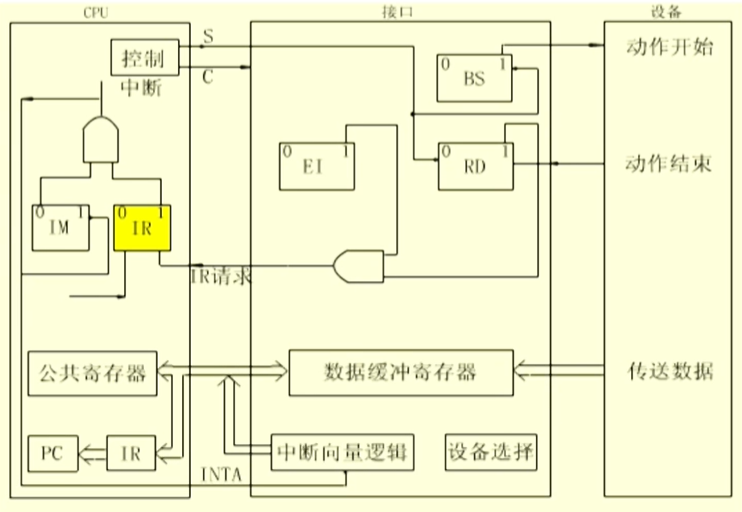 CPU
接口
设备
控制
S
C
中断
0 1
BS
动作开始
0 1
EI
0 1
RD
动作结束
0 1
IM
0 1
IR
IR请求
公共寄存器
数据缓冲寄存器
传送数据
PC
IR
中断向量逻辑
设备选择
INTA